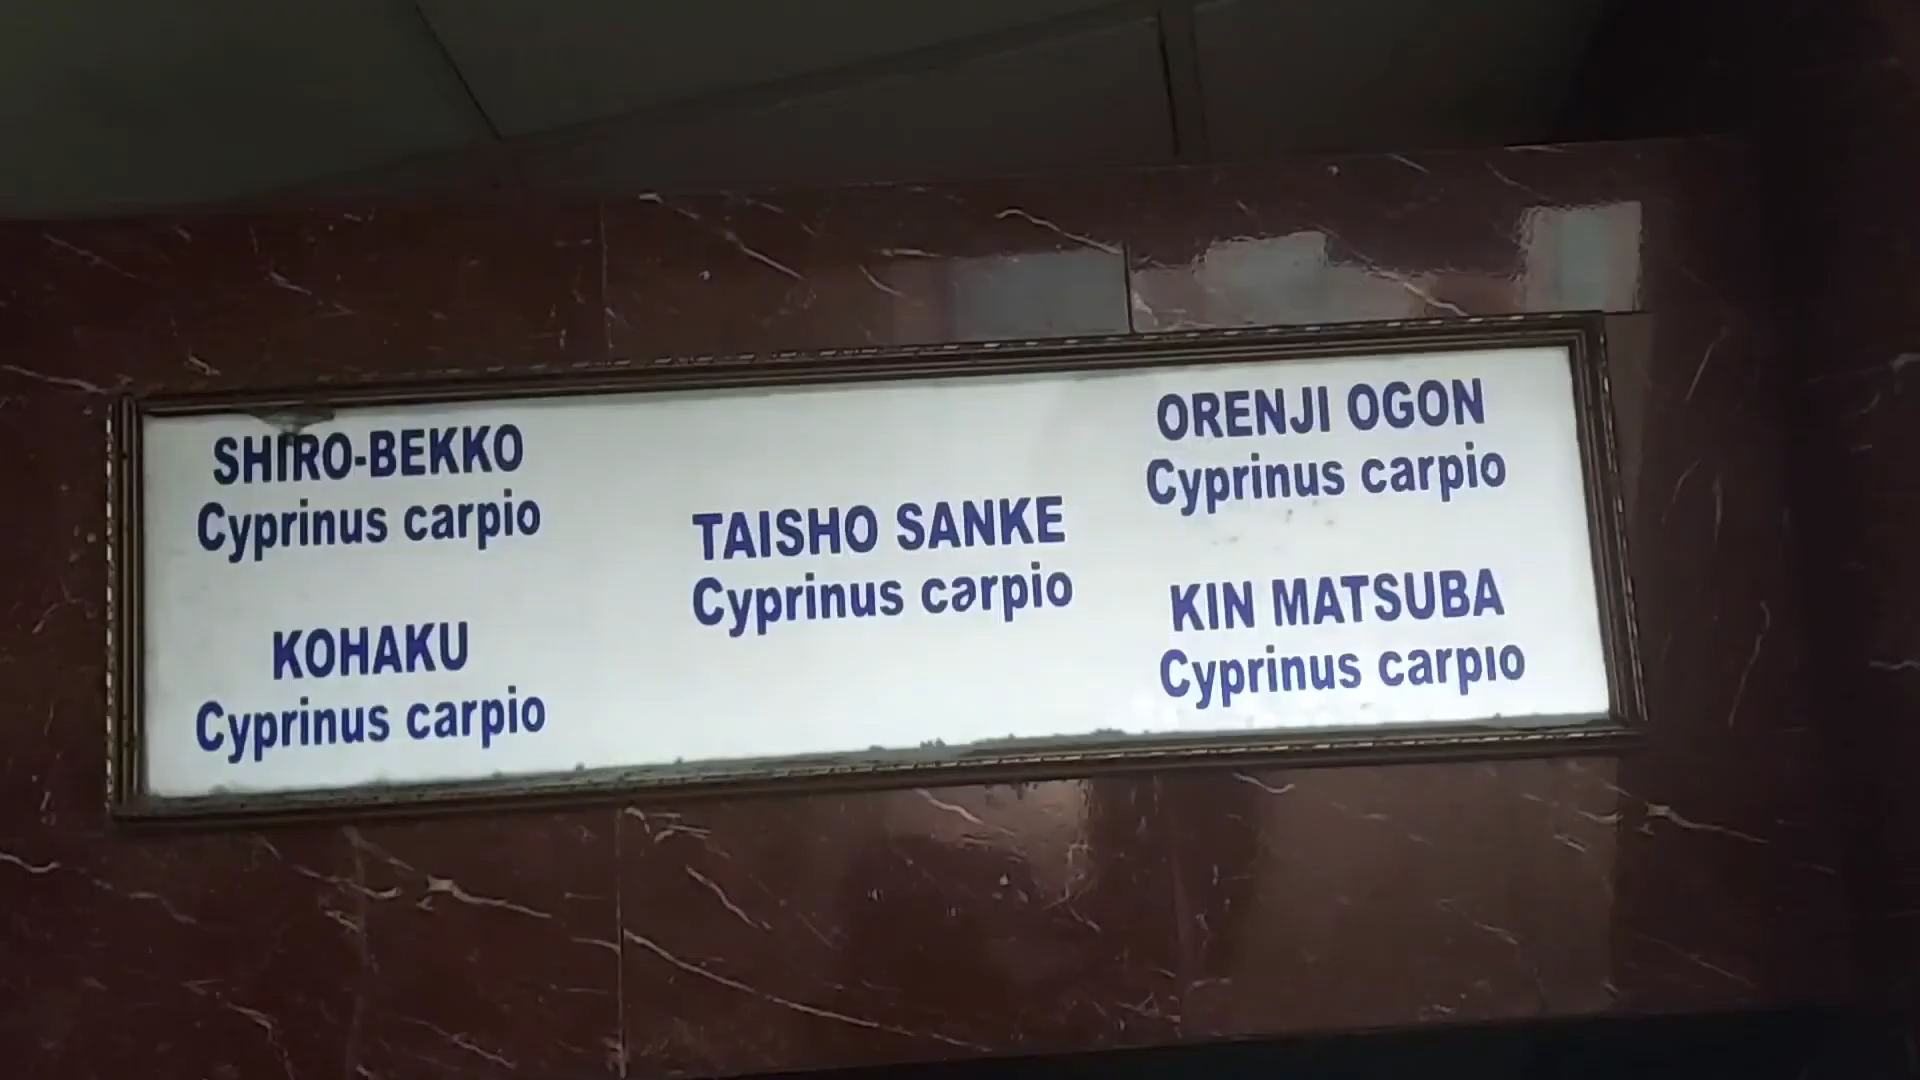 SHIRO-BEKKO
Cyprinus carpio
KOHAKU
Cyprinus carpio
TAISHO SANKE
Cyprinus carpio
ORENJI OGON
Cyprinus carpio
KIN MATSUBA
Cyprinus carpio